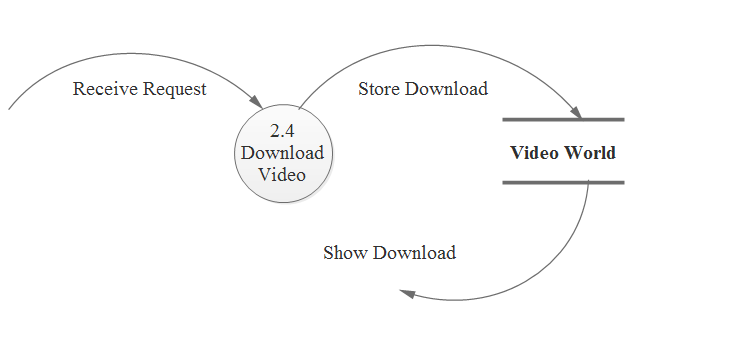 Receive Request
Store Download
2.4
Download
Video
Video World
Show Download